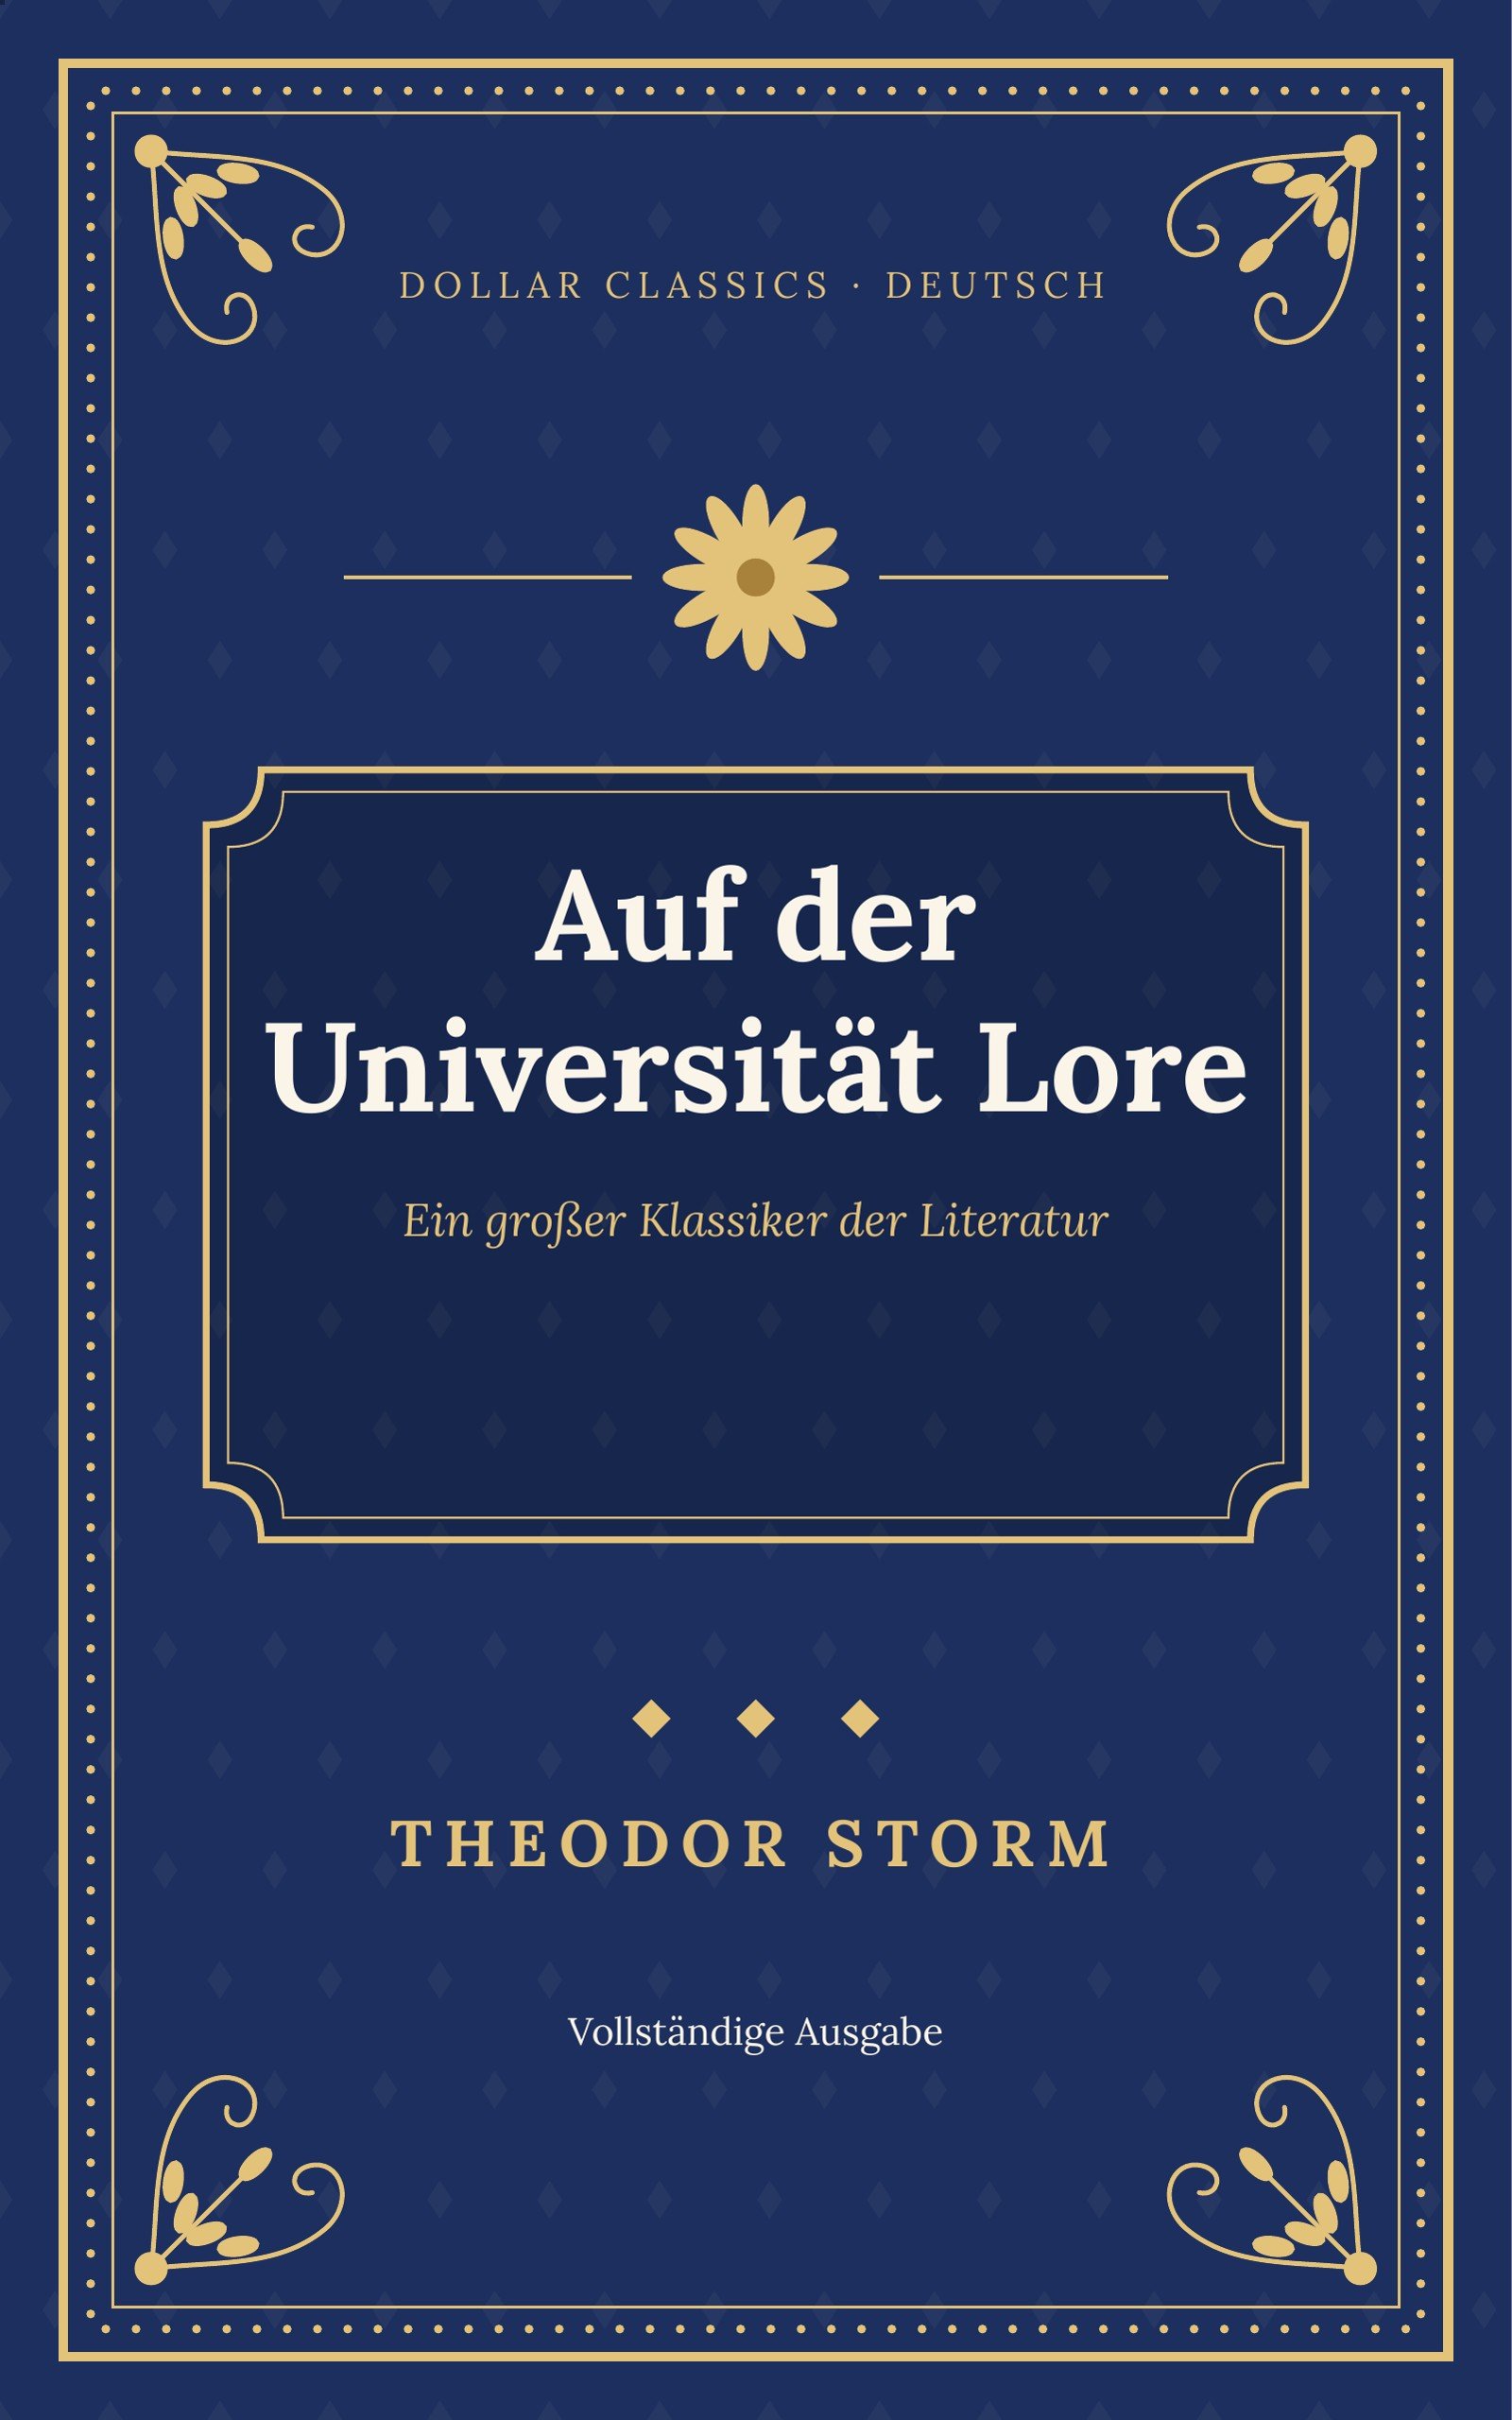 DOLLAR CLASSICS · DEUTSCH
Auf der
Universität Lore
Ein großer Klassiker der Literatur
THEODOR STORM
Vollständige Ausgabe